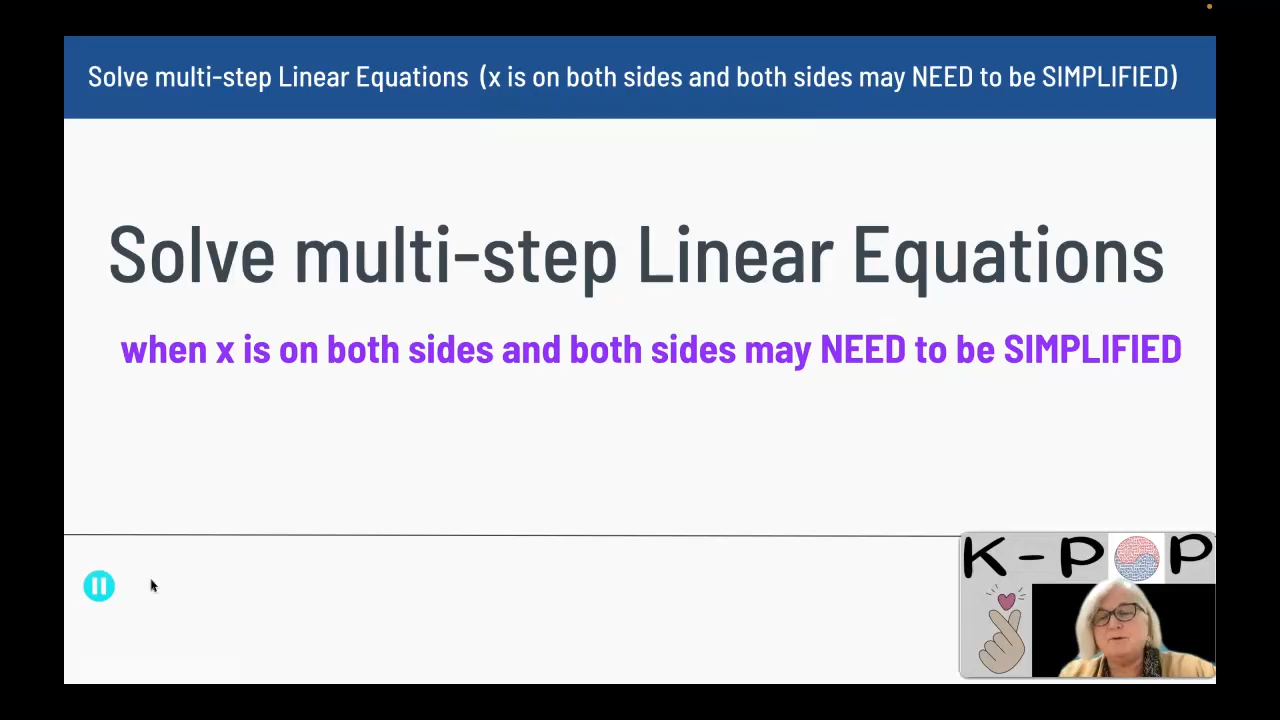 Solve multi-step Linear Equations (x is on both sides and both sides may NEED to be SIMPLIFIED)
Solve multi-step Linear Equations
when x is on both sides and both sides may NEED to be SIMPLIFIED
K-POP